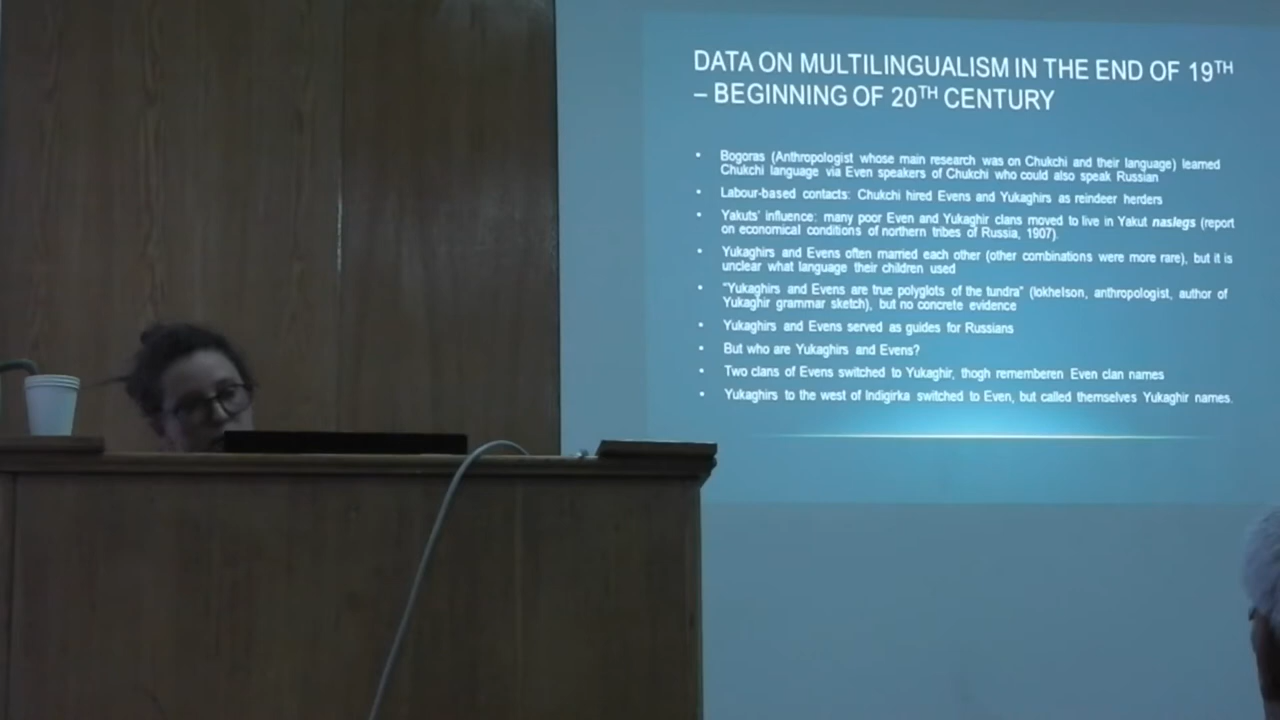 DATA ON MULTILINGUALISM IN THE END OF 19TH
– BEGINNING OF 20TH CENTURY
• Bogoras (Anthropologist whose main research was on Chukchi and their language) learned
Chukchi language via Even speakers of Chukchi who could also speak Russian
• Labour-based contacts: Chukchi hired Evens and Yukaghirs as reindeer herders
• Yakuts' influence: many poor Even and Yukaghir clans moved to live in Yakut naslegs (report
on economical conditions of northern tribes of Russia, 1907).
• Yukaghirs and Evens often married each other (other combinations were more rare), but it is
unclear what language their children used
• "Yukaghirs and Evens are true polyglots of the tundra" (Iokhelson, anthropologist, author of
Yukaghir grammar sketch), but no concrete evidence
• Yukaghirs and Evens served as guides for Russians
• But who are Yukaghirs and Evens?
• Two clans of Evens switched to Yukaghir, thogh rememberen Even clan names
• Yukaghirs to the west of Indigirka switched to Even, but called themselves Yukaghir names.